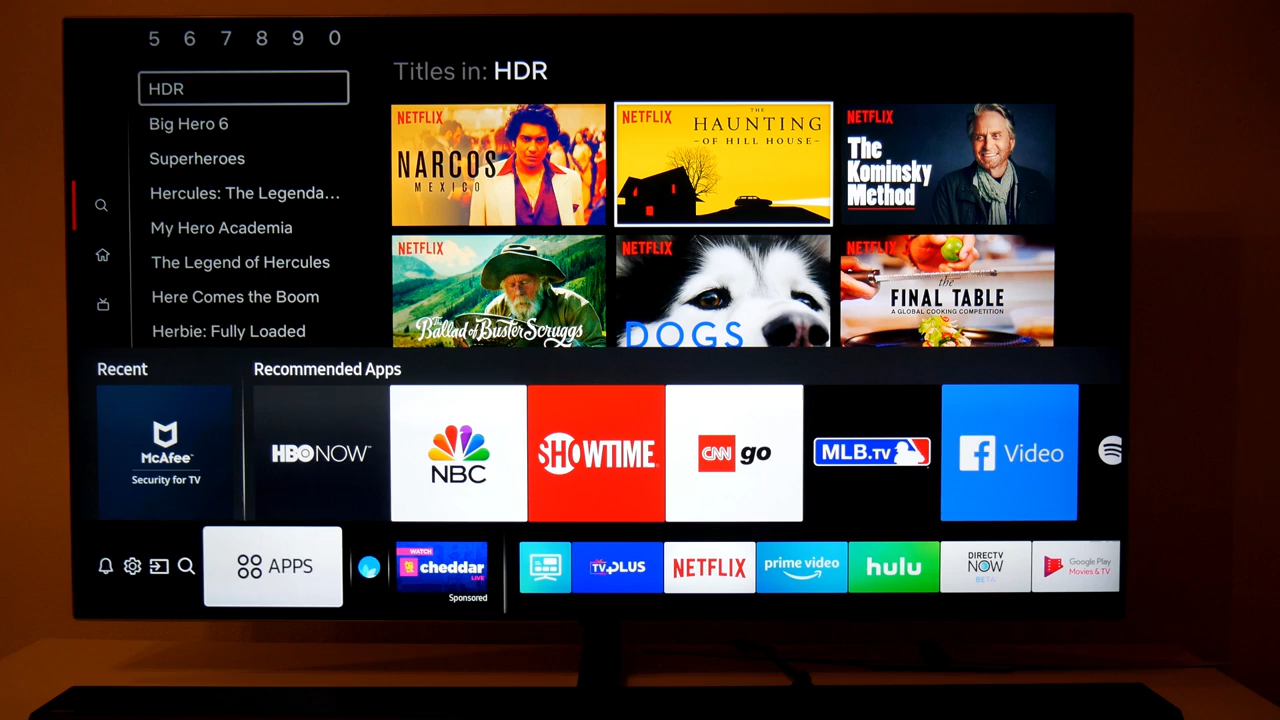 5 6 7 8 9 0
HDR
Big Hero 6
Superheroes
Hercules: The Legenda...
My Hero Academia
The Legend of Hercules
Here Comes the Boom
Herbie: Fully Loaded
Titles in: HDR
NETFLIX
NARCOS
MEXICO
NETFLIX
THE
HAUNTING
-OF HILL HOUSE-
NETFLIX
The
Kominsky
Method
NETFLIX
The
Ballad of Buster Scruggs
NETFLIX
DOGS
NETFLIX
the
FINAL TABLE
A GLOBAL COOKING COMPETITION
Recent
Recommended Apps
McAfee™
Security for TV
HBO NOW
NBC
SHOWTIME
CNN go
MLB.TV
Video
APPS
WATCH
cheddar
LIVE
Sponsored
TV PLUS
NETFLIX
prime video
hulu
DIRECTV
NOW
BETA
Google Play
Movies & TV